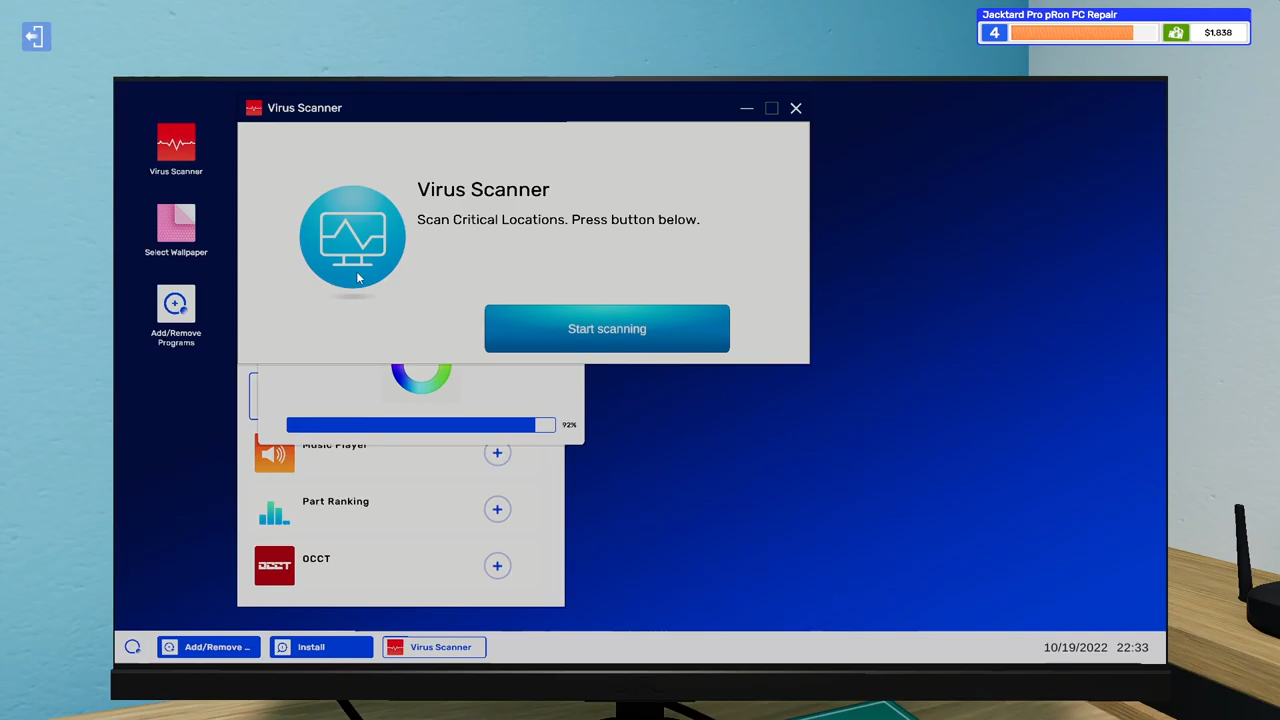 Jacktard Pro pRon PC Repair
4
$1,838
Virus Scanner
Virus Scanner
Select Wallpaper
Add/Remove
Programs
Virus Scanner
Scan Critical Locations. Press button below.
Start scanning
92%
Music Player
Part Ranking
OCCT
OCCT
Add/Remove ...
Install
Virus Scanner
10/19/2022 22:33